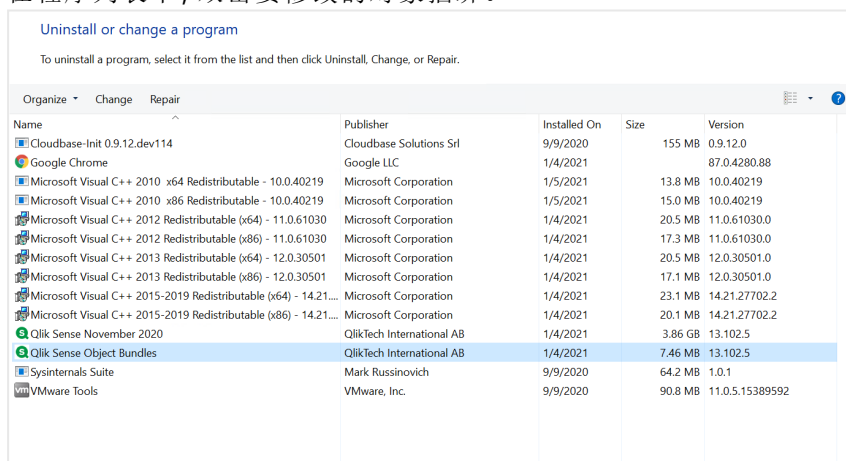 Uninstall or change a program
To uninstall a program, select it from the list and then click Uninstall, Change, or Repair.
Organize Change Repair
Name Publisher Installed On Size Version
Cloudbase-Init 0.9.12.dev114 Cloudbase Solutions Srl 9/9/2020 155 MB 0.9.12.0
Google Chrome Google LLC 1/4/2021 87.0.4280.88
Microsoft Visual C++ 2010 x64 Redistributable - 10.0.40219 Microsoft Corporation 1/5/2021 13.8 MB 10.0.40219
Microsoft Visual C++ 2010 x86 Redistributable - 10.0.40219 Microsoft Corporation 1/5/2021 15.0 MB 10.0.40219
Microsoft Visual C++ 2012 Redistributable (x64) - 11.0.61030 Microsoft Corporation 1/4/2021 20.5 MB 11.0.61030.0
Microsoft Visual C++ 2012 Redistributable (x86) - 11.0.61030 Microsoft Corporation 1/4/2021 17.3 MB 11.0.61030.0
Microsoft Visual C++ 2013 Redistributable (x64) - 12.0.30501 Microsoft Corporation 1/4/2021 20.5 MB 12.0.30501.0
Microsoft Visual C++ 2013 Redistributable (x86) - 12.0.30501 Microsoft Corporation 1/4/2021 17.1 MB 12.0.30501.0
Microsoft Visual C++ 2015-2019 Redistributable (x64) - 14.21.... Microsoft Corporation 1/4/2021 23.1 MB 14.21.27702.2
Microsoft Visual C++ 2015-2019 Redistributable (x86) - 14.21.... Microsoft Corporation 1/4/2021 20.1 MB 14.21.27702.2
Qlik Sense November 2020 QlikTech International AB 1/4/2021 3.86 GB 13.102.5
Qlik Sense Object Bundles QlikTech International AB 1/4/2021 7.46 MB 13.102.5
Sysinternals Suite Mark Russinovich 9/9/2020 64.2 MB 1.0.1
vm VMware Tools VMware, Inc. 9/9/2020 90.8 MB 11.0.5.15389592